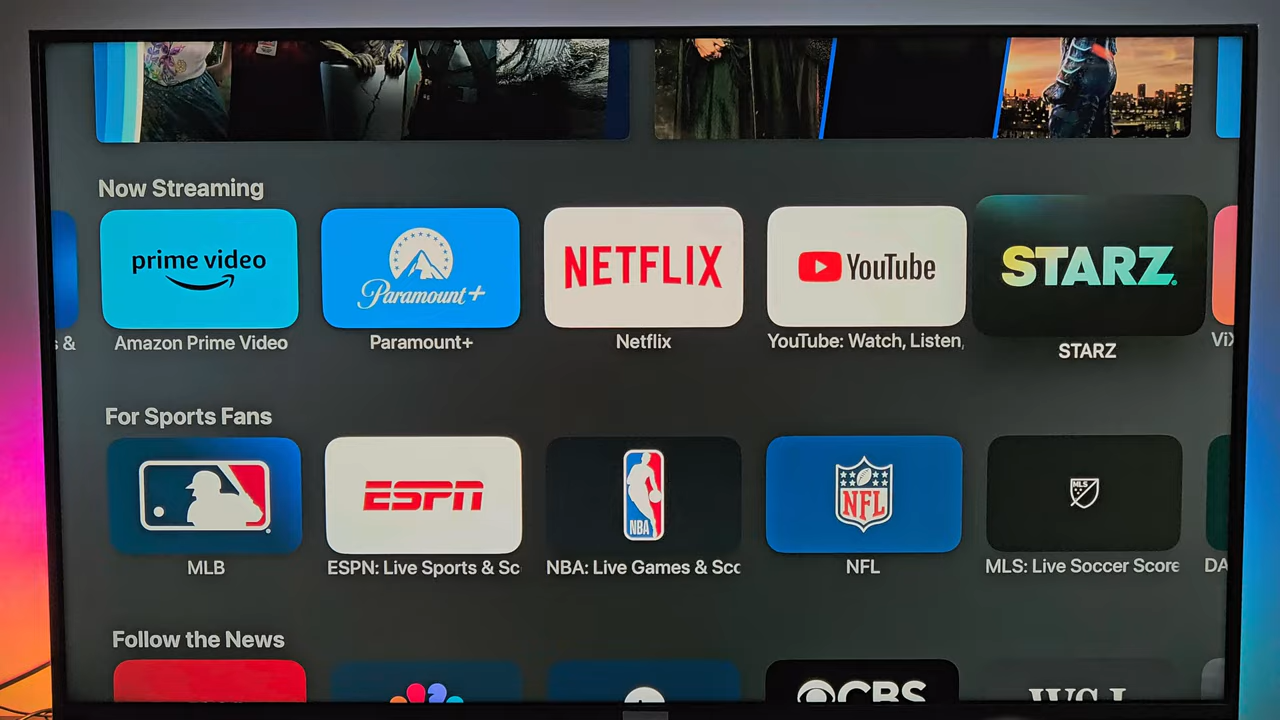 Now Streaming
prime video
Paramount+
NETFLIX
YouTube
STARZ
s &
Amazon Prime Video
Paramount+
Netflix
YouTube: Watch, Listen,
STARZ
ViX
For Sports Fans
ESPN
NBA
NFL
MLS
MLB
ESPN: Live Sports & Sc
NBA: Live Games & Scc
NFL
MLS: Live Soccer Score
DA
Follow the News
CBS
WSJ